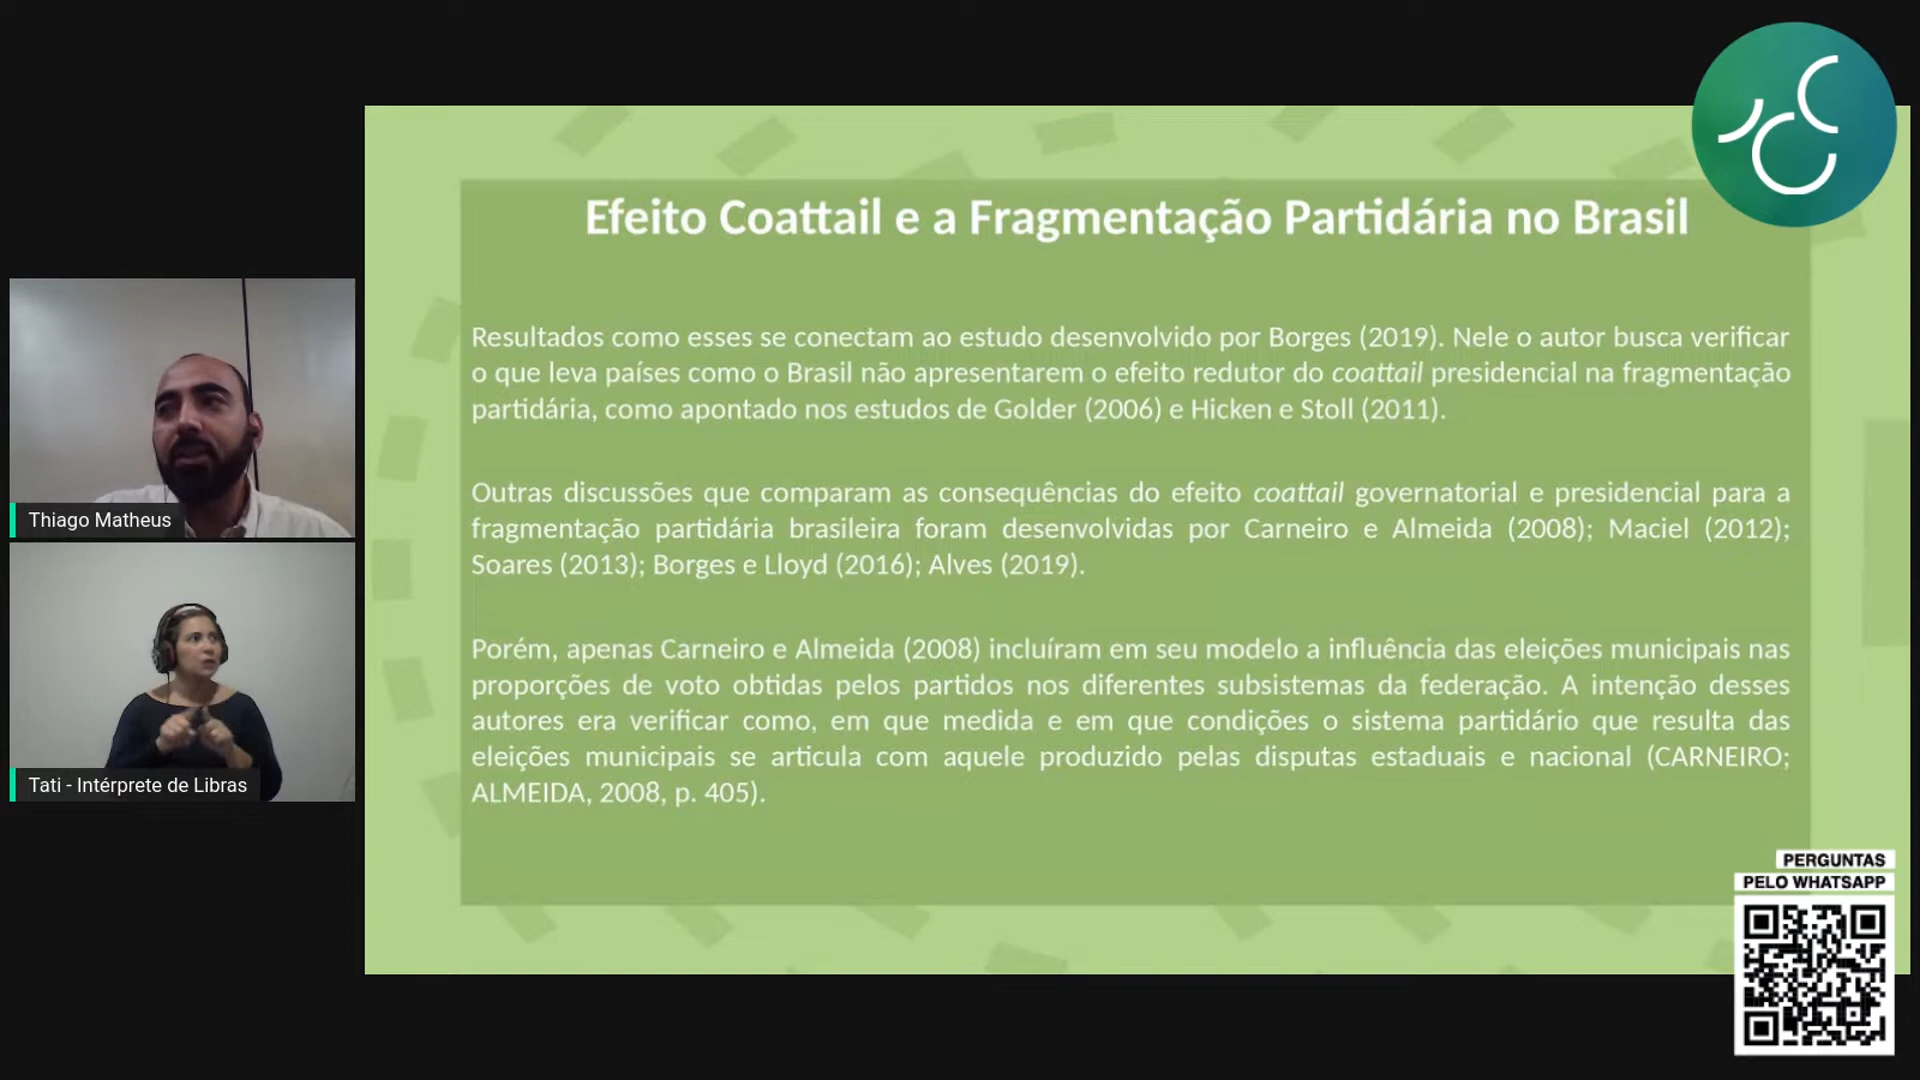 Efeito Coattail e a Fragmentação Partidária no Brasil
Resultados como esses se conectam ao estudo desenvolvido por Borges (2019). Nele o autor busca verificar
o que leva países como o Brasil não apresentarem o efeito redutor do coattail presidencial na fragmentação
partidária, como apontado nos estudos de Golder (2006) e Hicken e Stoll (2011).
Outras discussões que comparam as consequências do efeito coattail governatorial e presidencial para a
fragmentação partidária brasileira foram desenvolvidas por Carneiro e Almeida (2008); Maciel (2012);
Soares (2013); Borges e Lloyd (2016); Alves (2019).
Porém, apenas Carneiro e Almeida (2008) incluíram em seu modelo a influência das eleições municipais nas
proporções de voto obtidas pelos partidos nos diferentes subsistemas da federação. A intenção desses
autores era verificar como, em que medida e em que condições o sistema partidário que resulta das
eleições municipais se articula com aquele produzido pelas disputas estaduais e nacional (CARNEIRO;
ALMEIDA, 2008, p. 405).
Thiago Matheus
Tati - Intérprete de Libras
PERGUNTAS
PELO WHATSAPP